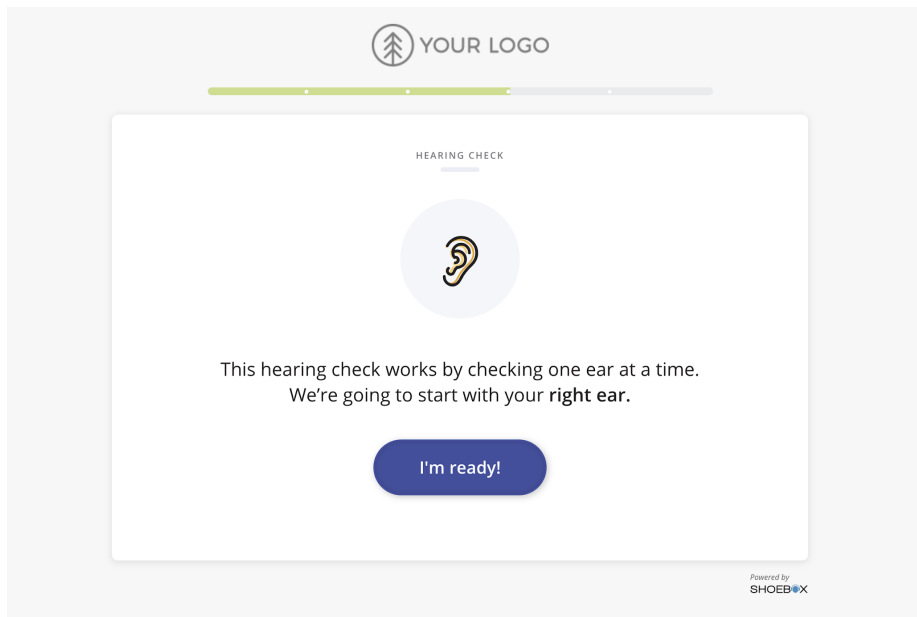 YOUR LOGO
HEARING CHECK
This hearing check works by checking one ear at a time.
We’re going to start with your right ear.
I'm ready!
Powered by
SHOEBOX